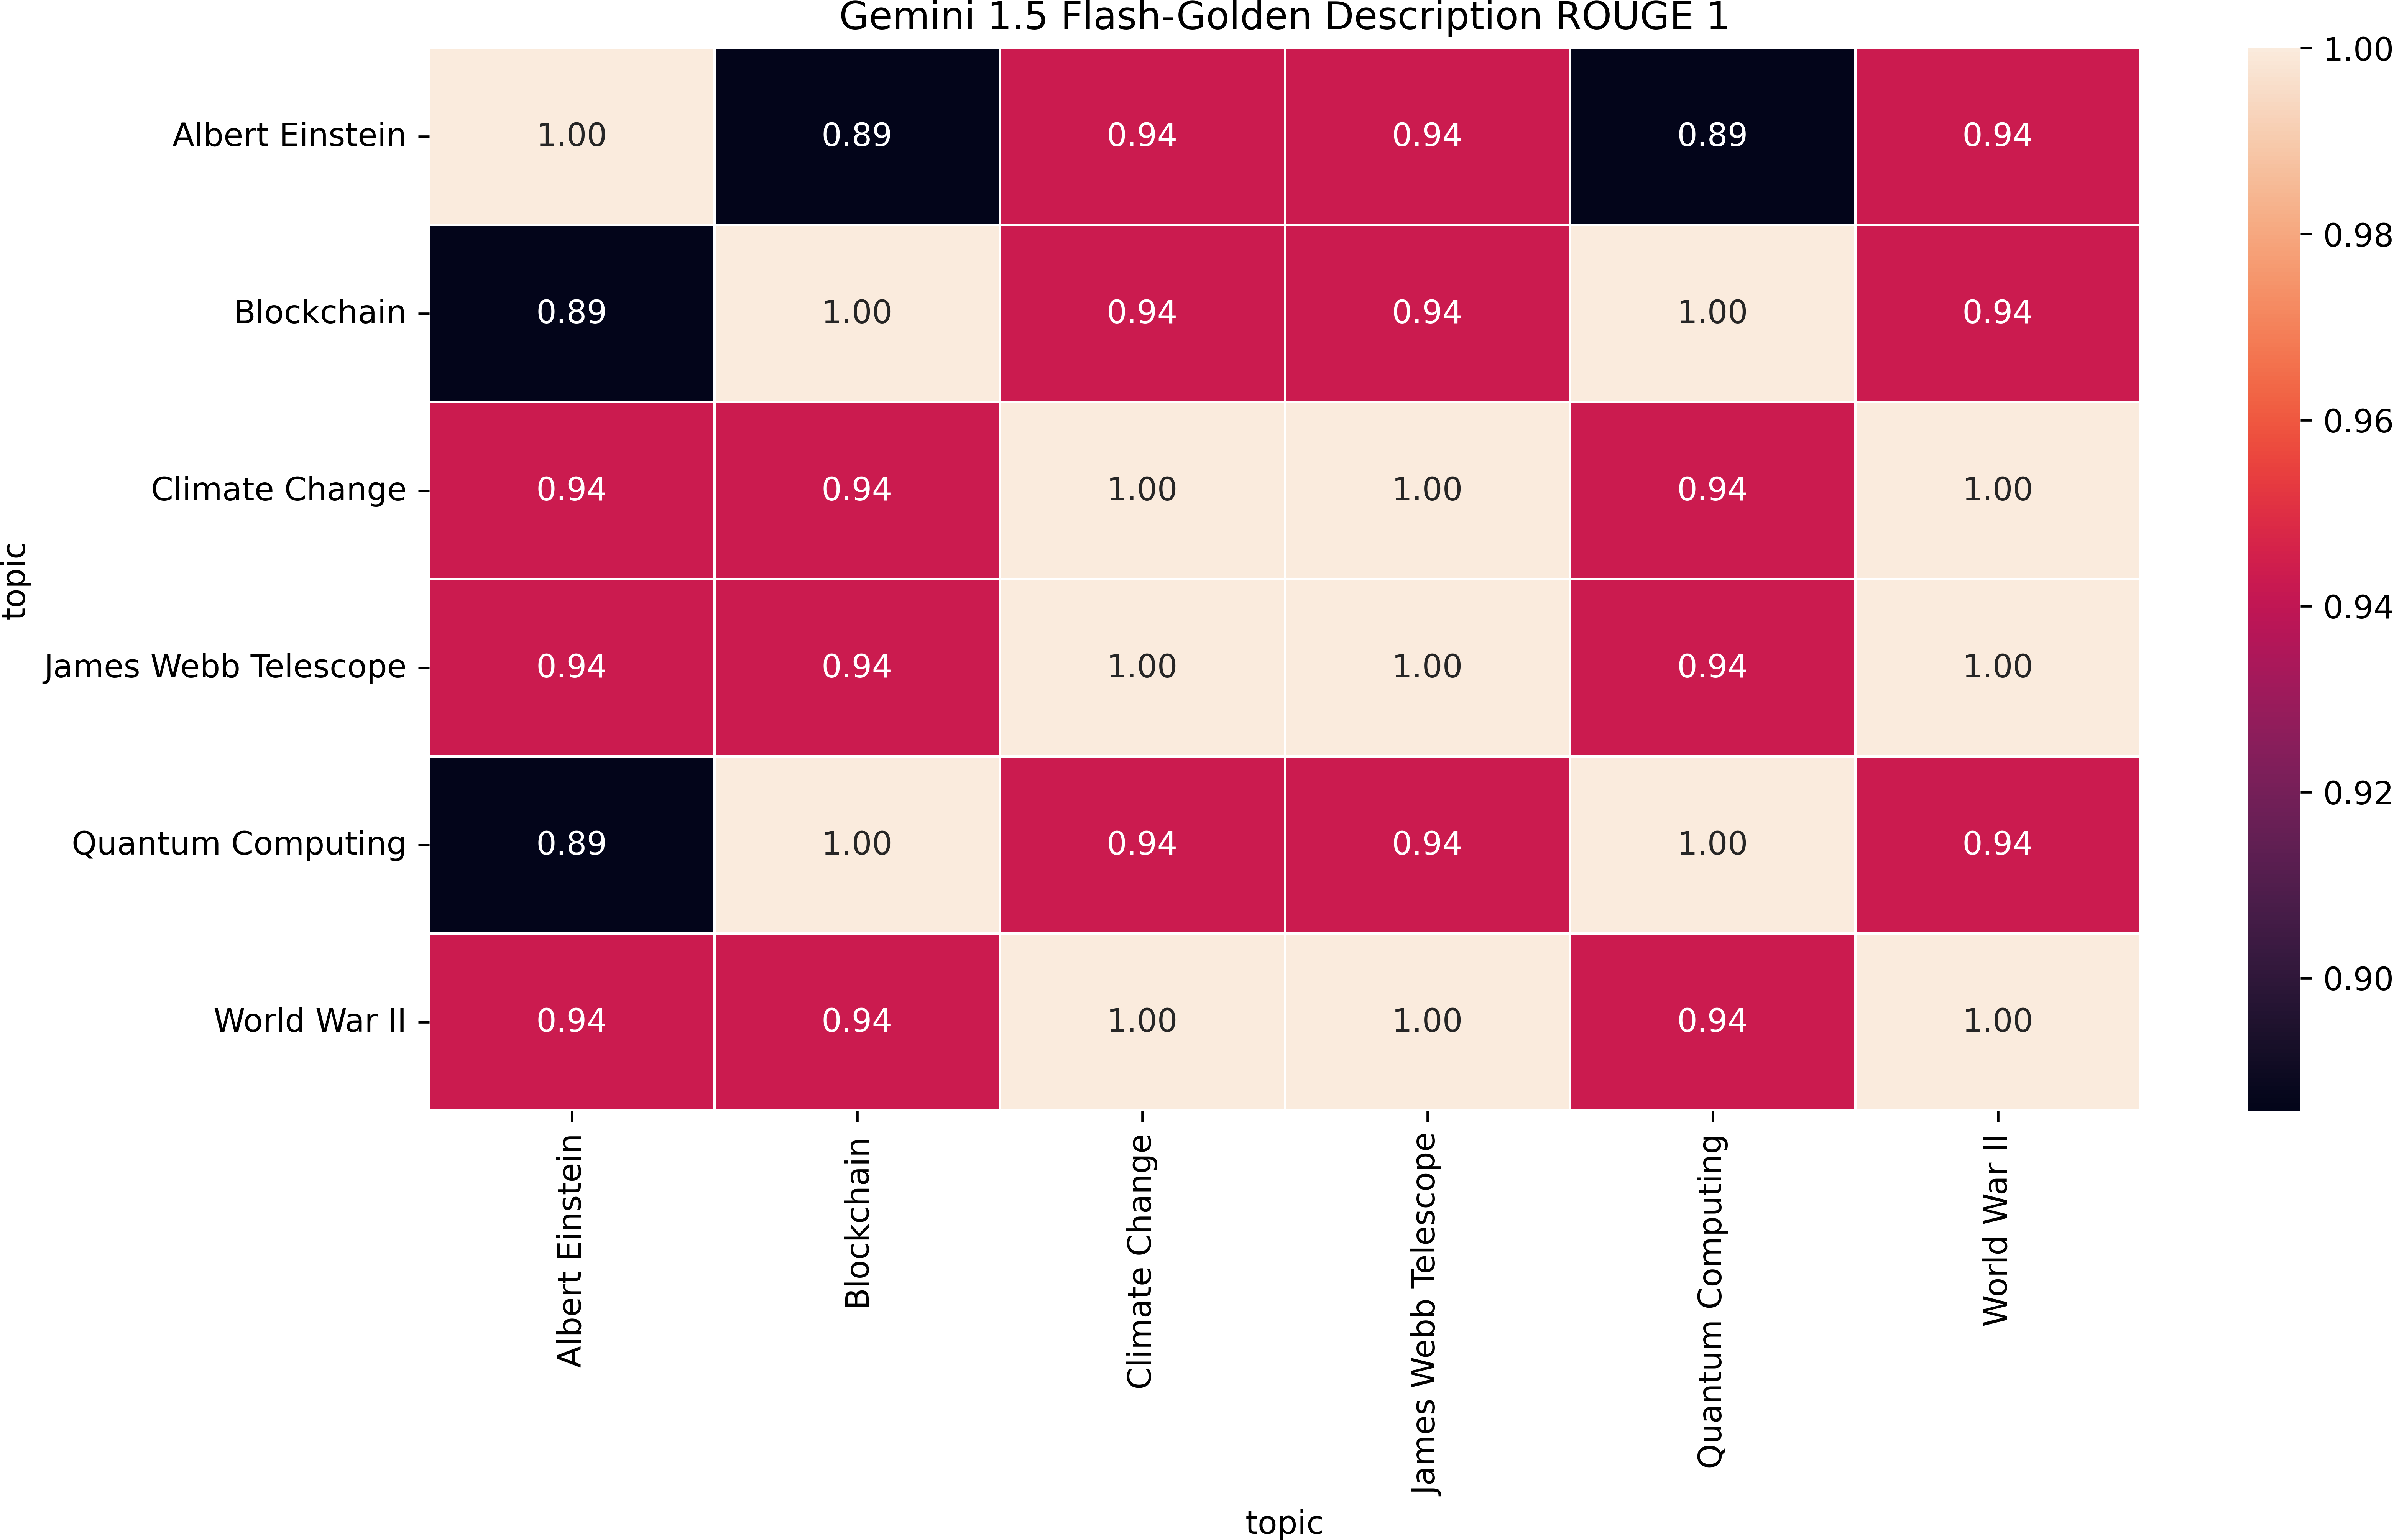 Gemini 1.5 Flash-Golden Description ROUGE 1
topic
Albert Einstein 1.00 0.89 0.94 0.94 0.89 0.94
Blockchain 0.89 1.00 0.94 0.94 1.00 0.94
Climate Change 0.94 0.94 1.00 1.00 0.94 1.00
James Webb Telescope 0.94 0.94 1.00 1.00 0.94 1.00
Quantum Computing 0.89 1.00 0.94 0.94 1.00 0.94
World War II 0.94 0.94 1.00 1.00 0.94 1.00
Albert Einstein
Blockchain
Climate Change
James Webb Telescope
Quantum Computing
World War II
topic
1.00
0.98
0.96
0.94
0.92
0.90